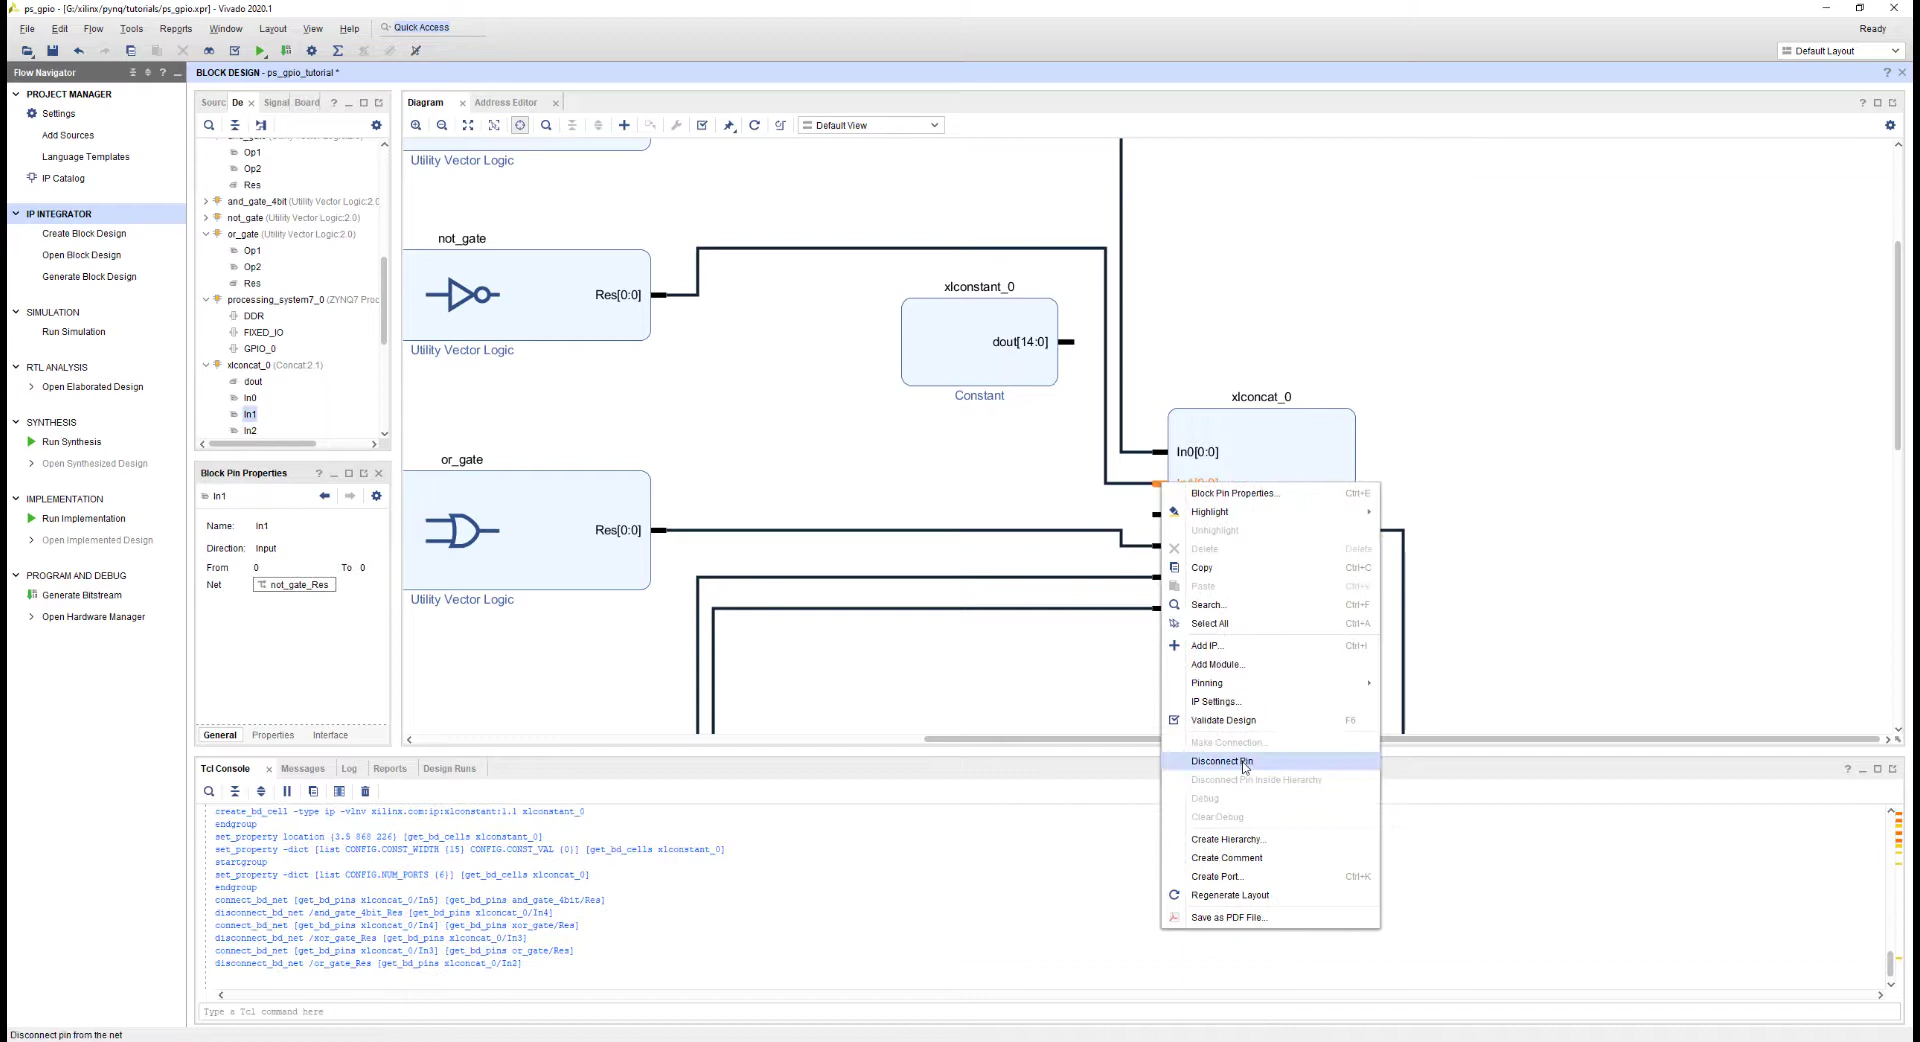 ps_gpio - [G:/xilinx/pynq/tutorials/ps_gpio.xpr] - Vivado 2020.1
File Edit Flow Tools Reports Window Layout View Help Quick Access
Ready
Default Layout
Flow Navigator
PROJECT MANAGER
Settings
Add Sources
Language Templates
IP Catalog
IP INTEGRATOR
Create Block Design
Open Block Design
Generate Block Design
SIMULATION
Run Simulation
RTL ANALYSIS
Open Elaborated Design
SYNTHESIS
Run Synthesis
Open Synthesized Design
IMPLEMENTATION
Run Implementation
Open Implemented Design
PROGRAM AND DEBUG
Generate Bitstream
Open Hardware Manager
BLOCK DESIGN - ps_gpio_tutorial *
Sourc De Signal Board
Op1
Op2
Res
and_gate_4bit (Utility Vector Logic:2.0
not_gate (Utility Vector Logic:2.0)
or_gate (Utility Vector Logic:2.0)
Op1
Op2
Res
processing_system7_0 (ZYNQ7 Proc
DDR
FIXED_IO
GPIO_0
xlconcat_0 (Concat:2.1)
dout
In0
In1
In2
Block Pin Properties
In1
Name: In1
Direction: Input
From 0 To 0
Net not_gate_Res
General Properties Interface
Diagram Address Editor
Default View
Utility Vector Logic
not_gate
Res[0:0]
Utility Vector Logic
xlconstant_0
dout[14:0]
Constant
xlconcat_0
In0[0:0]
or_gate
Res[0:0]
Utility Vector Logic
Block Pin Properties... Ctrl+E
Highlight
Unhighlight
Delete Delete
Copy Ctrl+C
Paste Ctrl+V
Search... Ctrl+F
Select All Ctrl+A
Add IP... Ctrl+I
Add Module...
Pinning
IP Settings...
Validate Design F6
Make Connection...
Disconnect Pin
Disconnect Pin Inside Hierarchy
Debug
Clear Debug
Create Hierarchy...
Create Comment
Create Port... Ctrl+K
Regenerate Layout
Save as PDF File...
Tcl Console Messages Log Reports Design Runs
create_bd_cell -type ip -vlnv xilinx.com:ip:xlconstant:1.1 xlconstant_0
endgroup
set_property location {3.5 868 226} [get_bd_cells xlconstant_0]
set_property -dict [list CONFIG.CONST_WIDTH {15} CONFIG.CONST_VAL {0}] [get_bd_cells xlconstant_0]
startgroup
set_property -dict [list CONFIG.NUM_PORTS {6}] [get_bd_cells xlconcat_0]
endgroup
connect_bd_net [get_bd_pins xlconcat_0/In5] [get_bd_pins and_gate_4bit/Res]
disconnect_bd_net /and_gate_4bit_Res [get_bd_pins xlconcat_0/In4]
connect_bd_net [get_bd_pins xlconcat_0/In4] [get_bd_pins xor_gate/Res]
disconnect_bd_net /xor_gate_Res [get_bd_pins xlconcat_0/In3]
connect_bd_net [get_bd_pins xlconcat_0/In3] [get_bd_pins or_gate/Res]
disconnect_bd_net /or_gate_Res [get_bd_pins xlconcat_0/In2]
Type a Tcl command here
Disconnect pin from the net